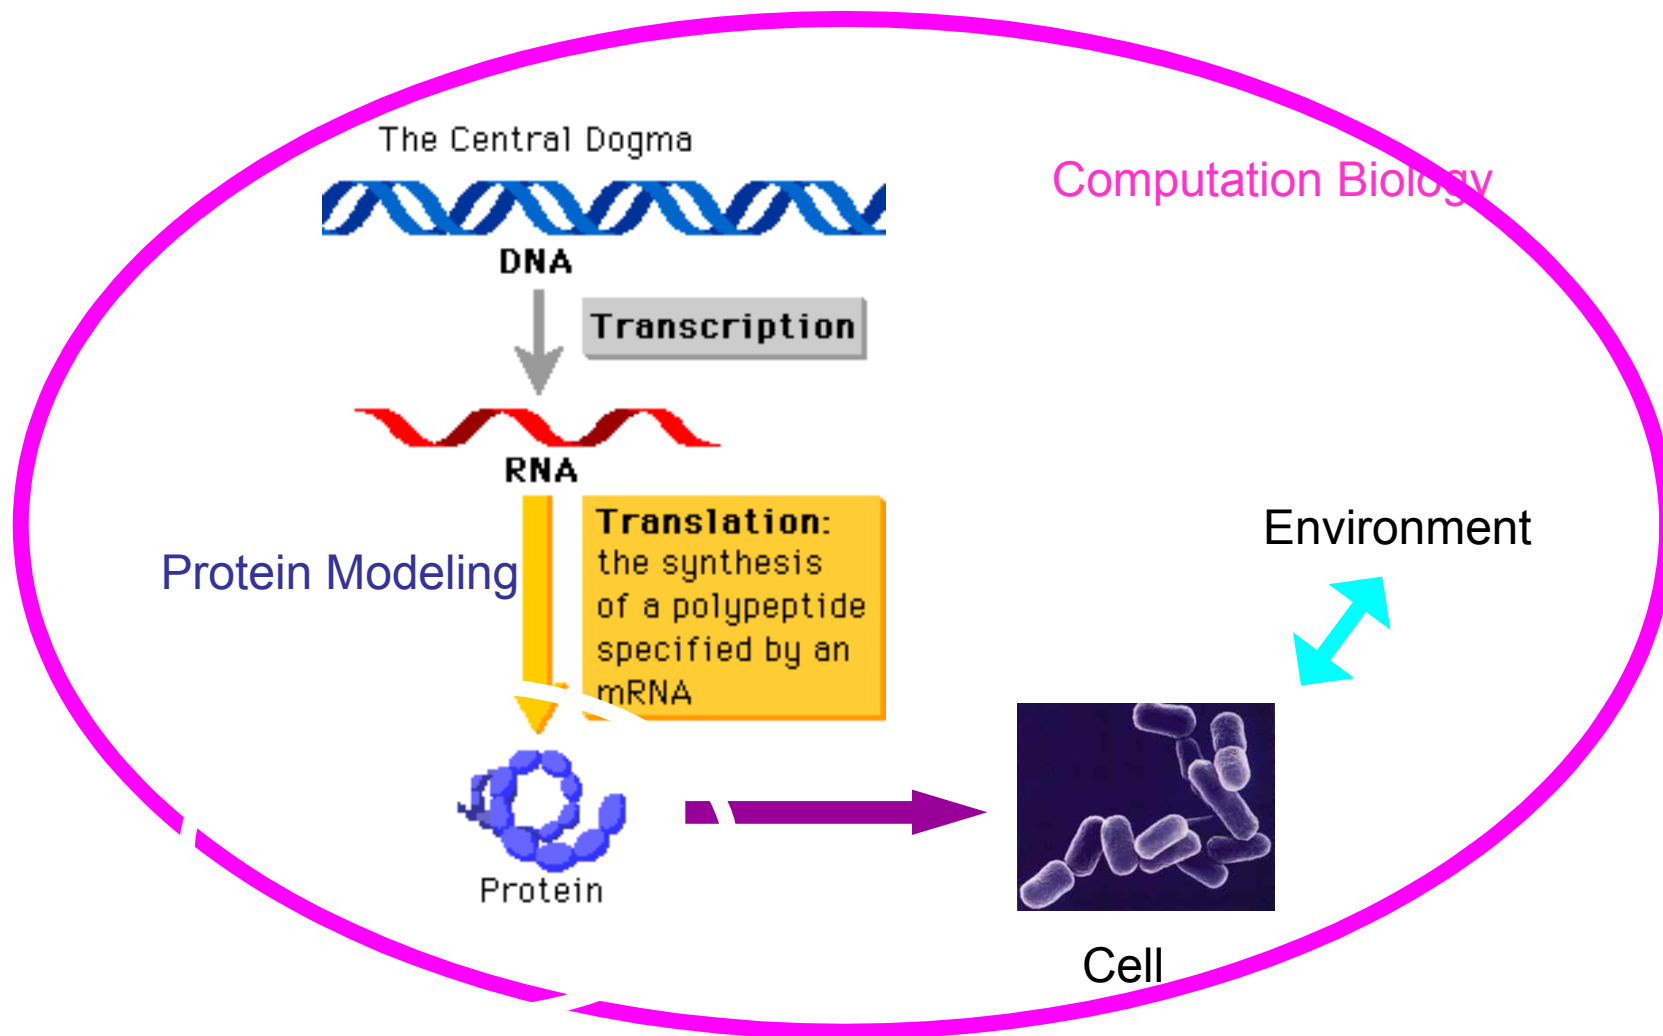 The Central Dogma
Computation Biology
DNA
Transcription
RNA
Translation:
the synthesis
of a polypeptide
specified by an
mRNA
Protein Modeling
Environment
Protein
Cell